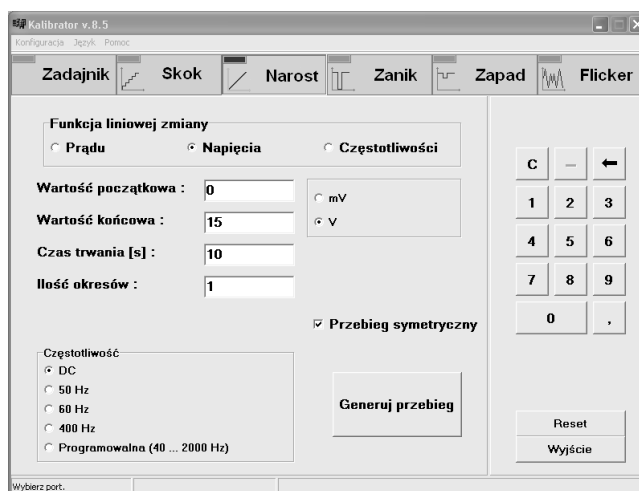 Kalibrator v.8.5
Konfiguracja Język Pomoc
Zadajnik Skok Narost Zanik Zapad Flicker
Funkcja liniowej zmiany
Prądu Napięcia Częstotliwości
Wartość początkowa : 0
mV
Wartość końcowa : 15
V
Czas trwania [s] : 10
Ilość okresów : 1
Przebieg symetryczny
Częstotliwość
DC
50 Hz
60 Hz
400 Hz
Programowalna (40 ... 2000 Hz)
Generuj przebieg
C – ←
1 2 3
4 5 6
7 8 9
0 ,
Reset
Wyjście
Wybierz port.